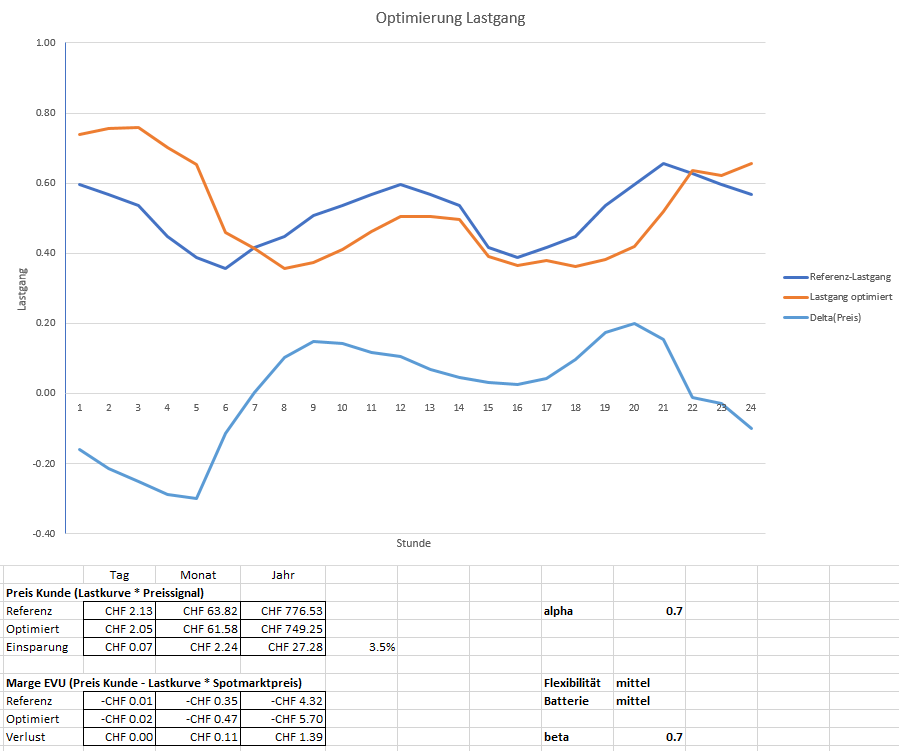 Optimierung Lastgang
1.00
0.80
0.60
0.40
0.20
0.00
-0.20
-0.40
Lastgang
1 2 3 4 5 6 7 8 9 10 11 12 13 14 15 16 17 18 19 20 21 22 23 24
Stunde
Referenz-Lastgang
Lastgang optimiert
Delta(Preis)
Tag Monat Jahr
Preis Kunde (Lastkurve * Preissignal)
Referenz CHF 2.13 CHF 63.82 CHF 776.53 alpha 0.7
Optimiert CHF 2.05 CHF 61.58 CHF 749.25
Einsparung CHF 0.07 CHF 2.24 CHF 27.28 3.5%
Marge EVU (Preis Kunde - Lastkurve * Spotmarktpreis) Flexibilität mittel
Referenz -CHF 0.01 -CHF 0.35 -CHF 4.32 Batterie mittel
Optimiert -CHF 0.02 -CHF 0.47 -CHF 5.70
Verlust CHF 0.00 CHF 0.11 CHF 1.39 beta 0.7